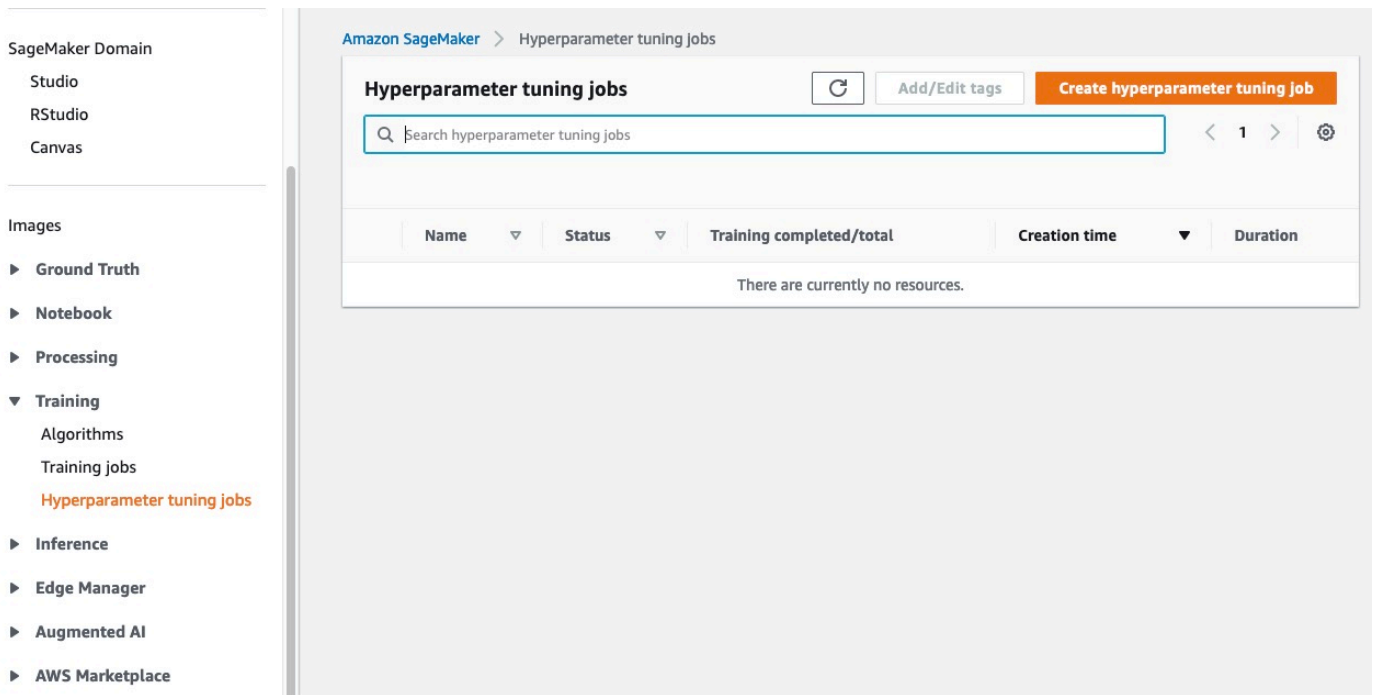 SageMaker Domain
Studio
RStudio
Canvas
Images
Ground Truth
Notebook
Processing
Training
Algorithms
Training jobs
Hyperparameter tuning jobs
Inference
Edge Manager
Augmented AI
AWS Marketplace
Amazon SageMaker > Hyperparameter tuning jobs
Hyperparameter tuning jobs Add/Edit tags Create hyperparameter tuning job
Search hyperparameter tuning jobs < 1 >
Name Status Training completed/total Creation time Duration
There are currently no resources.